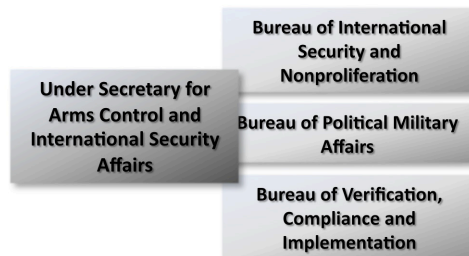 Under Secretary for
Arms Control and
International Security
Affairs
Bureau of International
Security and
Nonproliferation
Bureau of Political Military
Affairs
Bureau of Verification,
Compliance and
Implementation